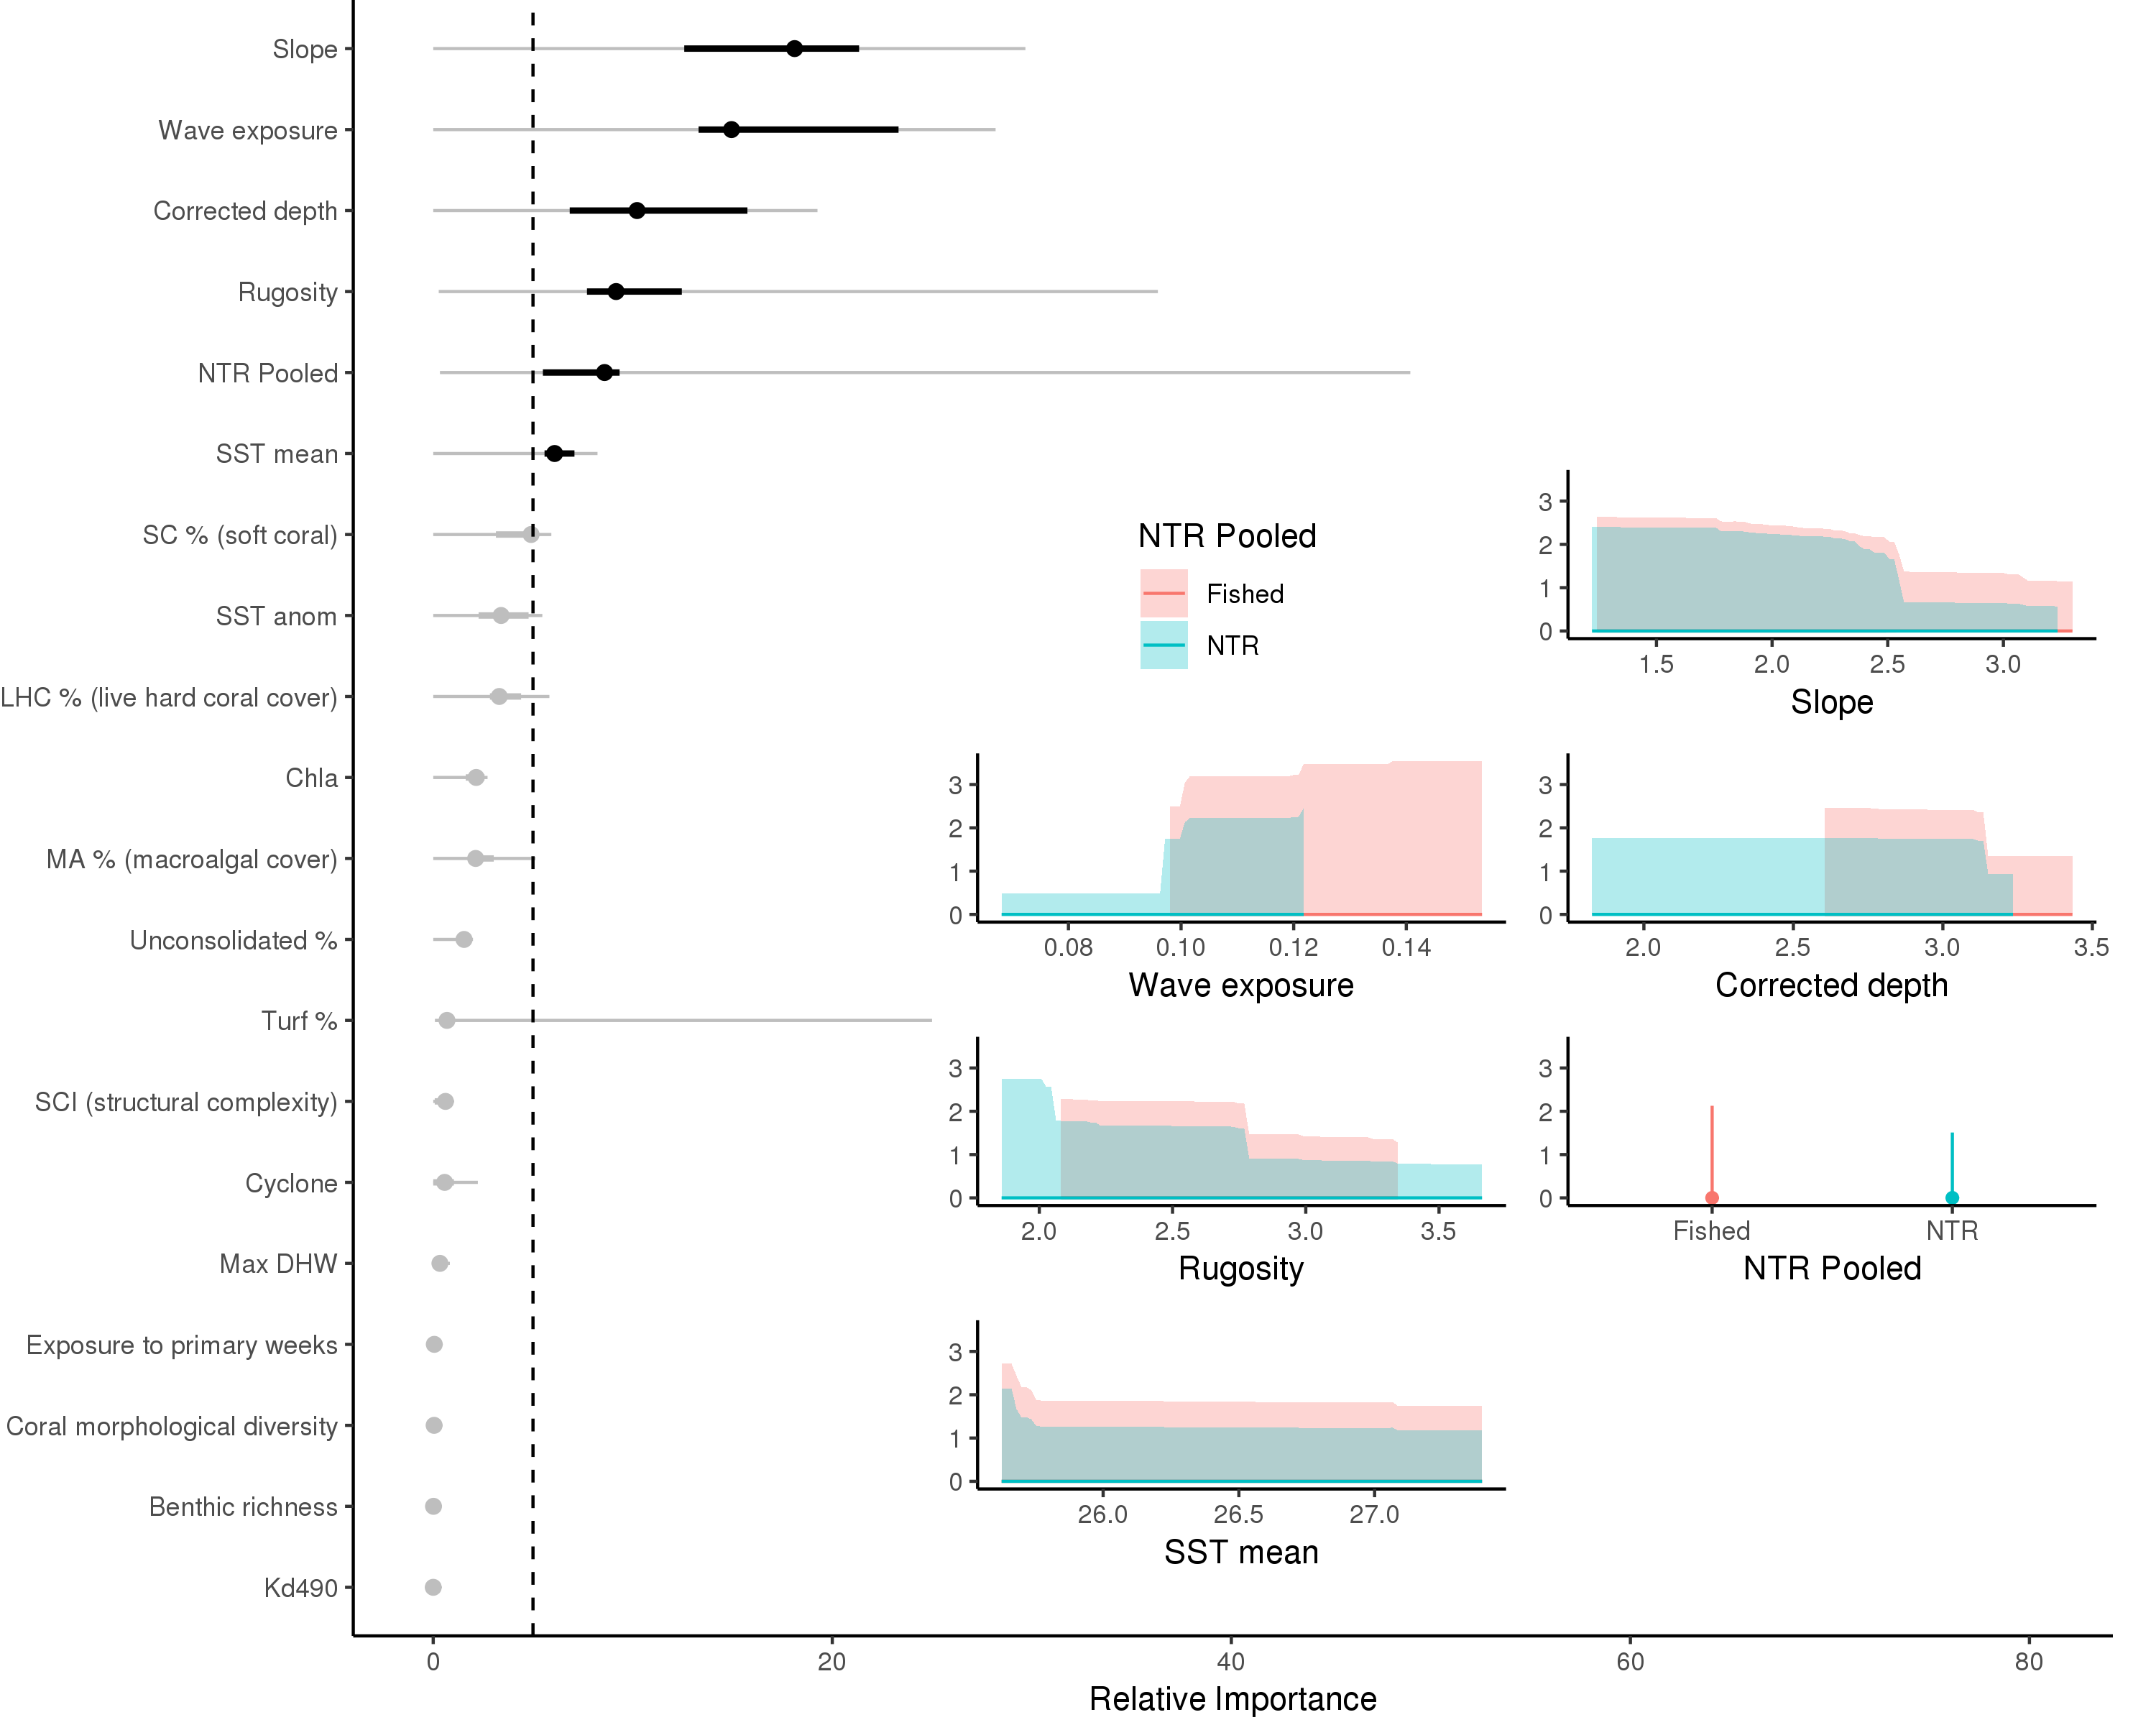 Slope
Wave exposure
Corrected depth
Rugosity
NTR Pooled
SST mean
SC % (soft coral)
SST anom
LHC % (live hard coral cover)
Chla
MA % (macroalgal cover)
Unconsolidated %
Turf %
SCI (structural complexity)
Cyclone
Max DHW
Exposure to primary weeks
Coral morphological diversity
Benthic richness
Kd490
0 20 40 60 80
Relative Importance
NTR Pooled
Fished
NTR
3
2
1
0
1.5 2.0 2.5 3.0
Slope
3
2
1
0
0.08 0.10 0.12 0.14
Wave exposure
3
2
1
0
2.0 2.5 3.0 3.5
Corrected depth
3
2
1
0
2.0 2.5 3.0 3.5
Rugosity
3
2
1
0
Fished NTR
NTR Pooled
3
2
1
0
26.0 26.5 27.0
SST mean